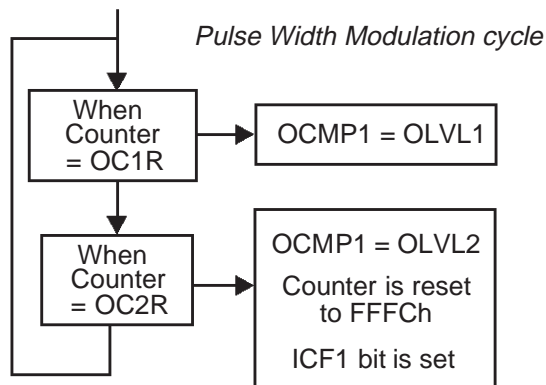 Pulse Width Modulation cycle
When
Counter
= OC1R
OCMP1 = OLVL1
When
Counter
= OC2R
OCMP1 = OLVL2
Counter is reset
to FFFCh
ICF1 bit is set